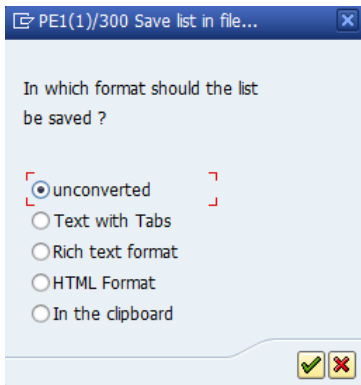 PE1(1)/300 Save list in file...
In which format should the list
be saved ?
unconverted
Text with Tabs
Rich text format
HTML Format
In the clipboard